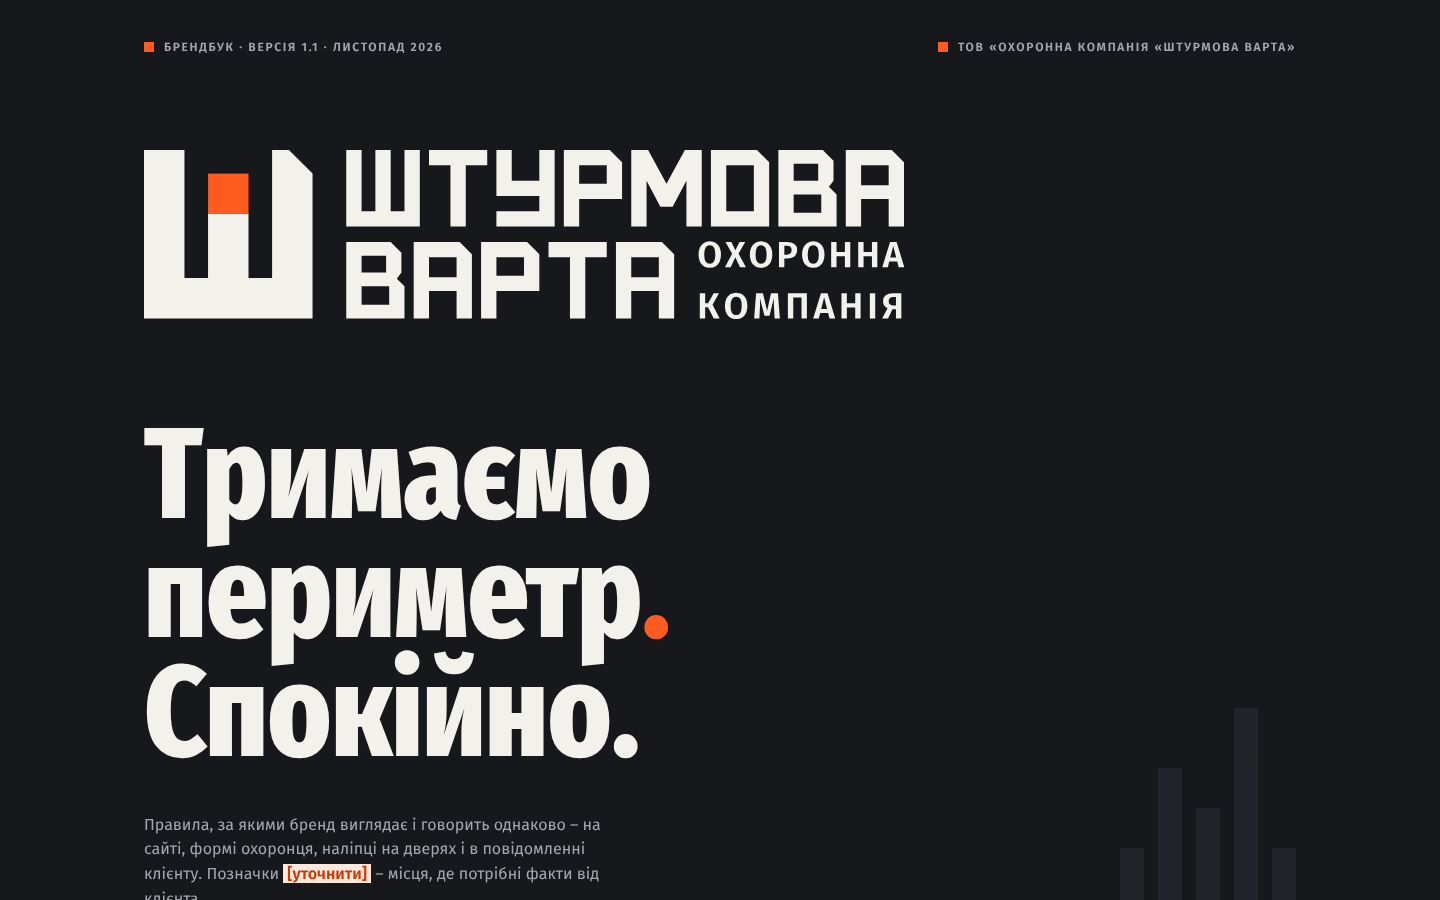 БРЕНДБУК · ВЕРСІЯ 1.1 · ЛИСТОПАД 2026
ТОВ «ОХОРОННА КОМПАНІЯ «ШТУРМОВА ВАРТА»
Ш
ШТУРМОВА
ВАРТА
ОХОРОННА
КОМПАНІЯ
Тримаємо
периметр.
Спокійно.
Правила, за якими бренд виглядає і говорить однаково – на
сайті, формі охоронця, наліпці на дверях і в повідомленні
клієнту. Позначки [уточнити] – місця, де потрібні факти від
клієнта.